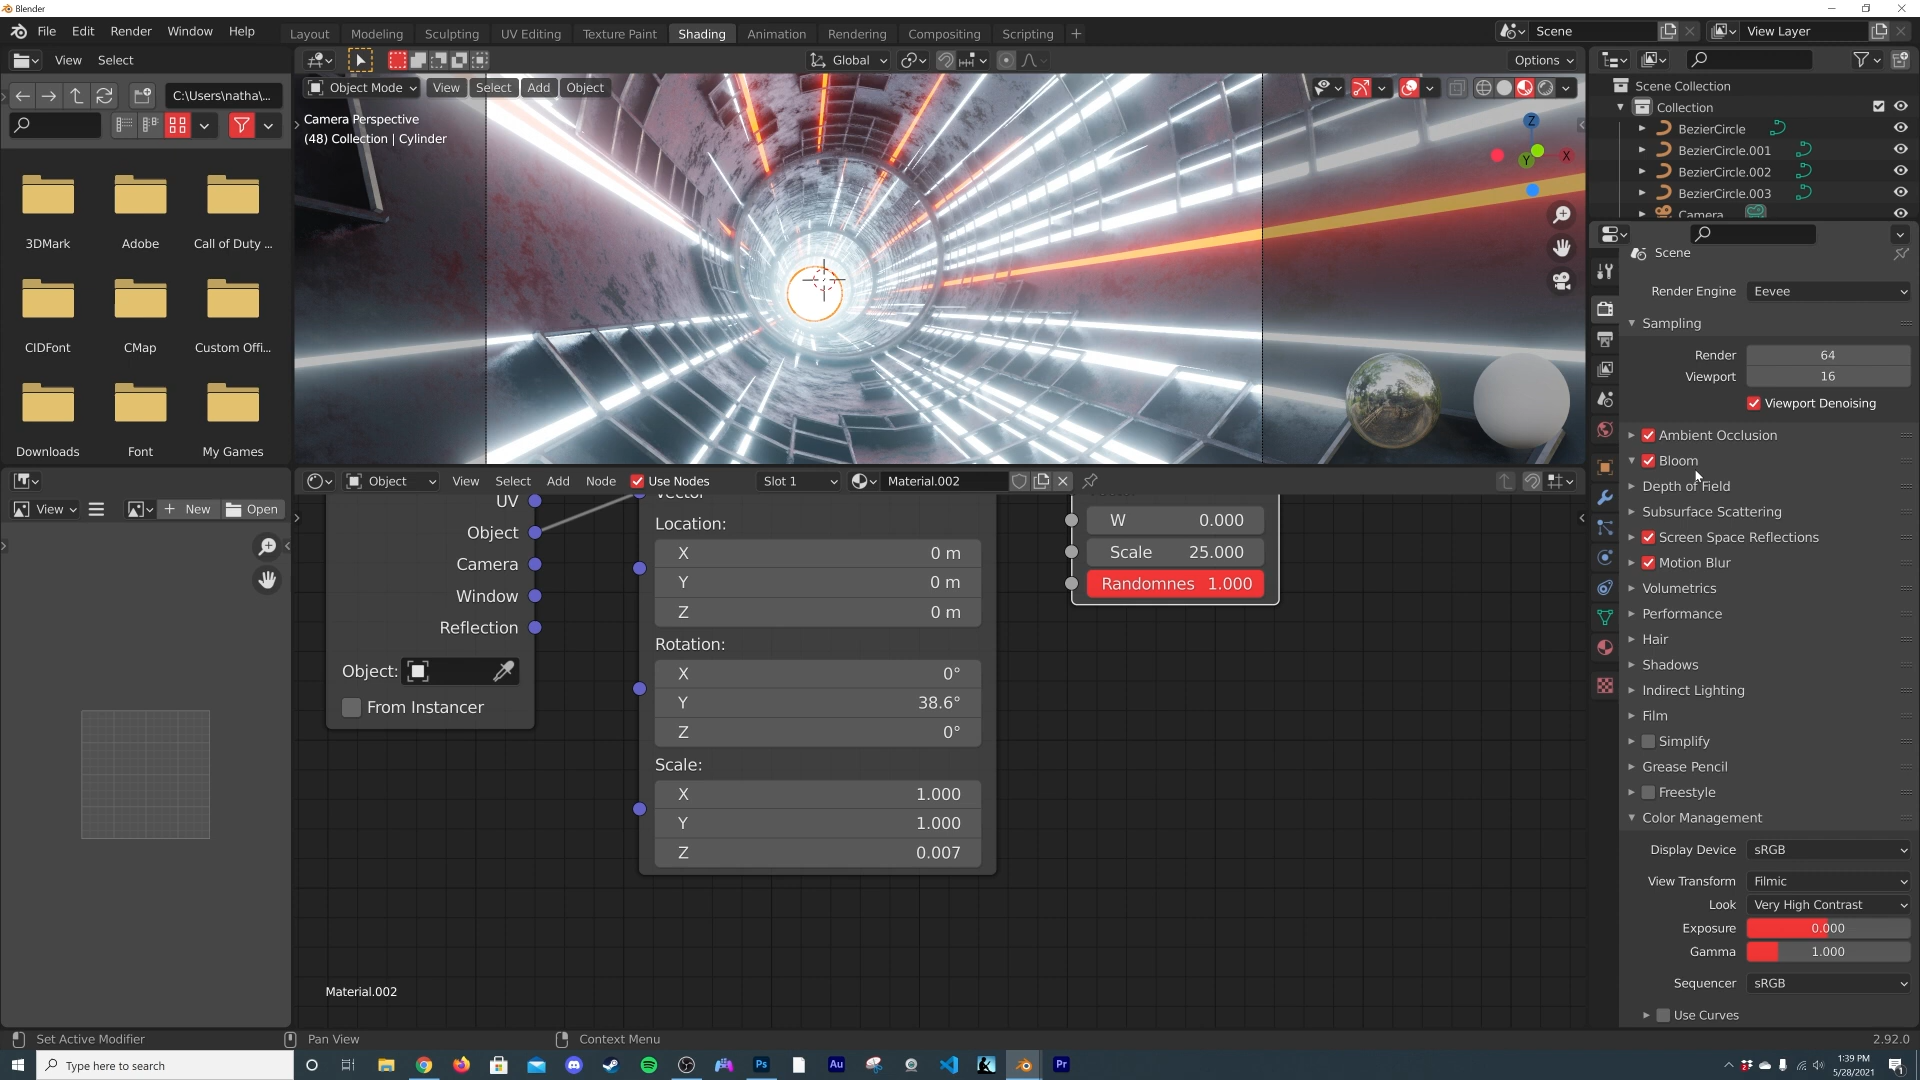 Blender
File Edit Render Window Help
Layout Modeling Sculpting UV Editing Texture Paint Shading Animation Rendering Compositing Scripting +
Scene
View Layer
View Select
Global
Options
C:\Users\natha\...
Object Mode View Select Add Object
Camera Perspective
(48) Collection | Cylinder
Z
Y
X
3DMark Adobe Call of Duty ...
CIDFont CMap Custom Offi...
Downloads Font My Games
Scene Collection
Collection
BezierCircle
BezierCircle.001
BezierCircle.002
BezierCircle.003
Camera
Scene
Render Engine Eevee
Sampling
Render 64
Viewport 16
Viewport Denoising
Ambient Occlusion
Bloom
Depth of Field
Subsurface Scattering
Screen Space Reflections
Motion Blur
Volumetrics
Performance
Hair
Shadows
Indirect Lighting
Film
Simplify
Grease Pencil
Freestyle
Color Management
Display Device sRGB
View Transform Filmic
Look Very High Contrast
Exposure 0.000
Gamma 1.000
Sequencer sRGB
Use Curves
View New Open
Object View Select Add Node Use Nodes Slot 1 Material.002
UV
Object
Camera
Window
Reflection
Object:
From Instancer
Vector
Location:
X 0 m
Y 0 m
Z 0 m
Rotation:
X 0°
Y 38.6°
Z 0°
Scale:
X 1.000
Y 1.000
Z 0.007
W 0.000
Scale 25.000
Randomnes 1.000
Material.002
Set Active Modifier Pan View Context Menu 2.92.0
Type here to search
Ps
Au
Pr
1:39 PM
5/28/2021